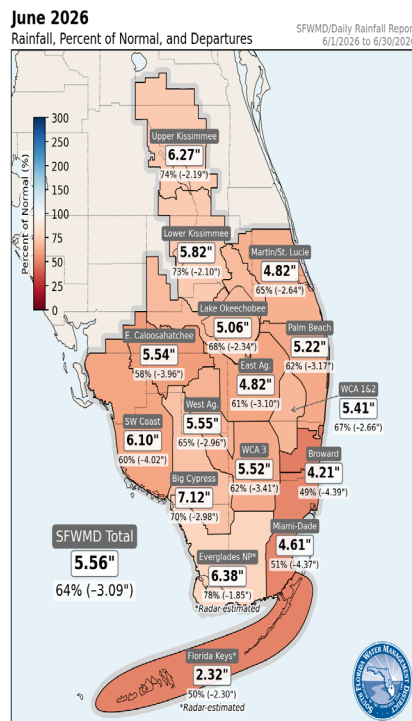 June 2026
Rainfall, Percent of Normal, and Departures
SFWMD/Daily Rainfall Report
6/1/2026 to 6/30/2026
Percent of Normal (%)
300
250
200
150
100
75
50
25
0
Upper Kissimmee
6.27"
74% (−2.19")
Lower Kissimmee
5.82"
73% (−2.10")
Martin/St. Lucie
4.82"
65% (−2.64")
Lake Okeechobee
5.06"
68% (−2.34")
Palm Beach
5.22"
62% (−3.17")
E. Caloosahatchee
5.54"
58% (−3.96")
East Ag.
4.82"
61% (−3.10")
WCA 1&2
5.41"
67% (−2.66")
West Ag.
5.55"
65% (−2.96")
SW Coast
6.10"
60% (−4.02")
WCA 3
5.52"
62% (−3.41")
Broward
4.21"
49% (−4.39")
Big Cypress
7.12"
70% (−2.98")
Miami-Dade
4.61"
51% (−4.37")
SFWMD Total
5.56"
64% (−3.09")
Everglades NP*
6.38"
78% (−1.85")
*Radar-estimated
Florida Keys*
2.32"
50% (−2.30")
*Radar-estimated
SOUTH FLORIDA WATER MANAGEMENT DISTRICT